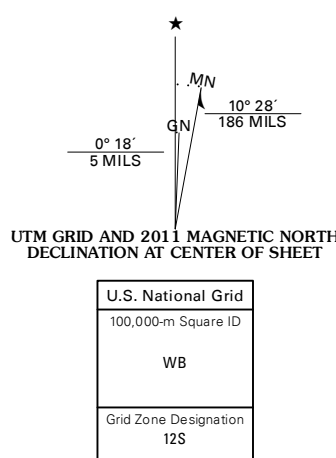 ★
MN
GN
10° 28´
186 MILS
0° 18´
5 MILS
UTM GRID AND 2011 MAGNETIC NORTH
DECLINATION AT CENTER OF SHEET
U.S. National Grid
100,000-m Square ID
WB
Grid Zone Designation
12S